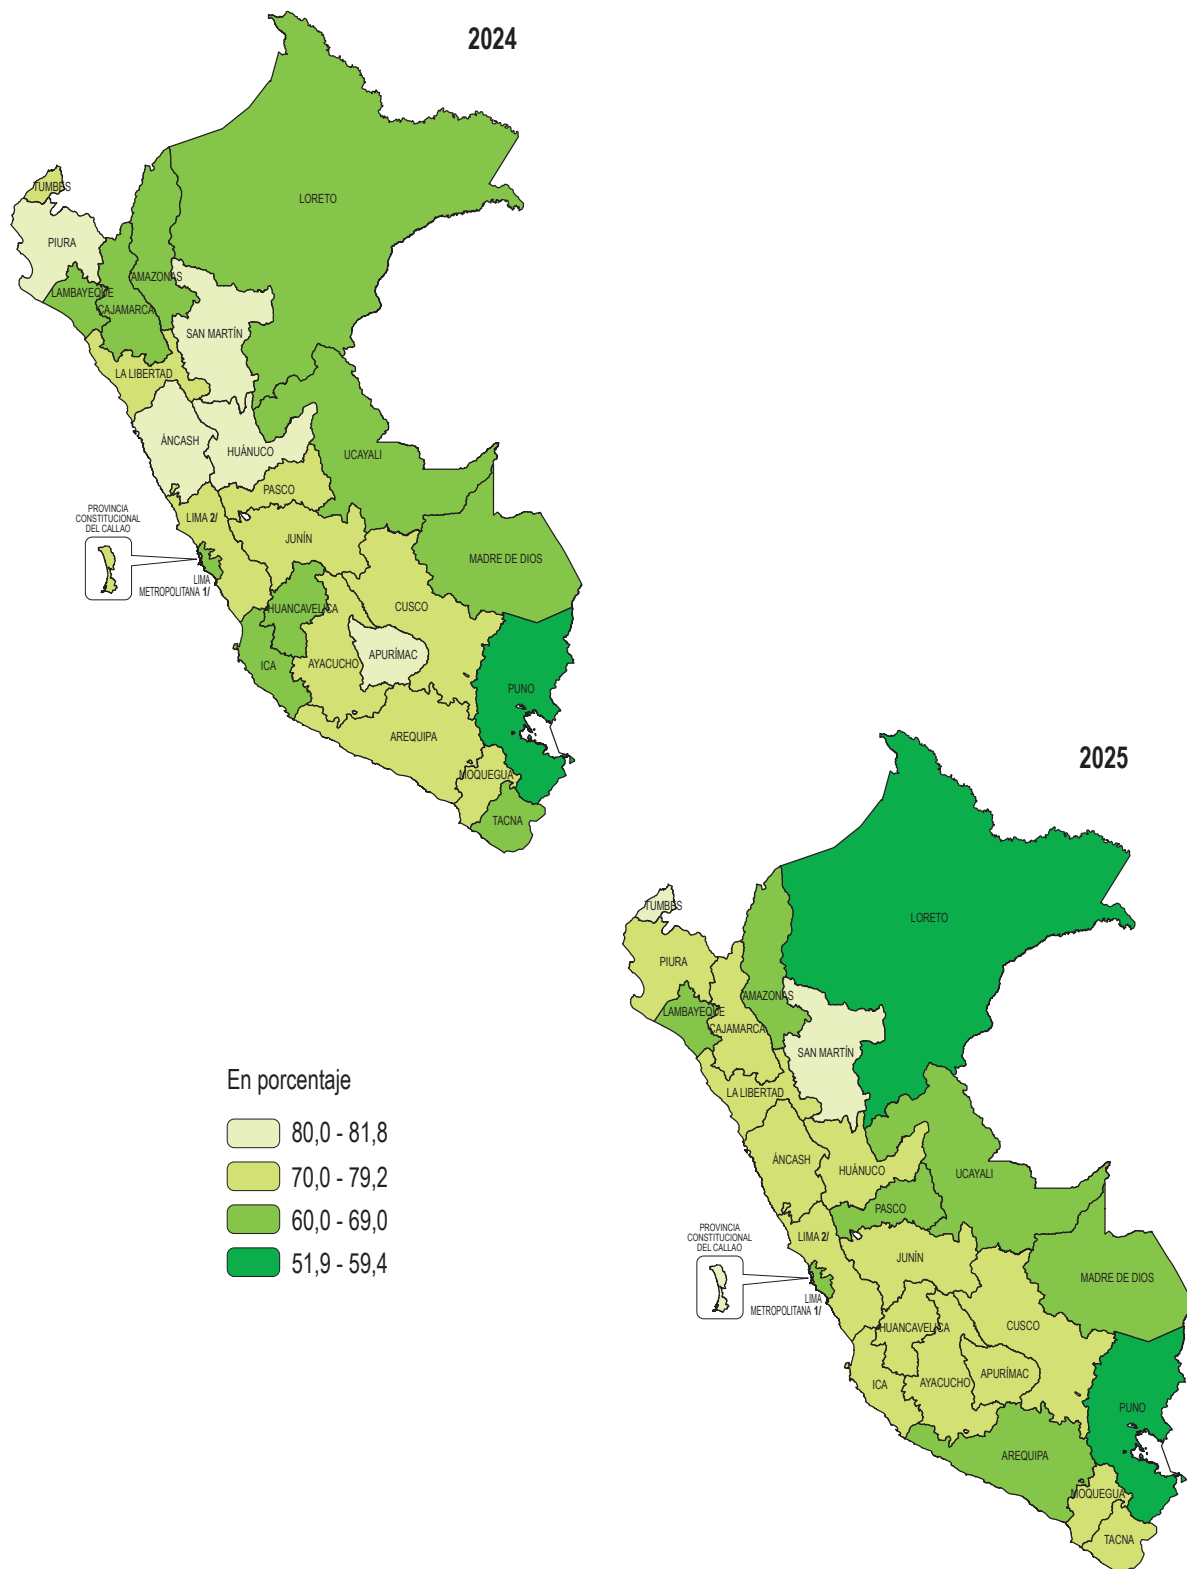 2024
LORETO
TUMBES
PIURA
AMAZONAS
LAMBAYEQUE
CAJAMARCA
SAN MARTÍN
LA LIBERTAD
ÁNCASH
HUÁNUCO
UCAYALI
PASCO
PROVINCIA
CONSTITUCIONAL
DEL CALLAO
LIMA 2/
JUNÍN
MADRE DE DIOS
LIMA
METROPOLITANA 1/
HUANCAVELICA
CUSCO
ICA
AYACUCHO
APURÍMAC
PUNO
AREQUIPA
MOQUEGUA
TACNA
2025
LORETO
TUMBES
PIURA
AMAZONAS
LAMBAYEQUE
CAJAMARCA
SAN MARTÍN
LA LIBERTAD
ÁNCASH
HUÁNUCO
UCAYALI
PASCO
PROVINCIA
CONSTITUCIONAL
DEL CALLAO
LIMA 2/
JUNÍN
MADRE DE DIOS
LIMA
METROPOLITANA 1/
HUANCAVELICA
CUSCO
ICA
AYACUCHO
APURÍMAC
PUNO
AREQUIPA
MOQUEGUA
TACNA
En porcentaje
80,0 - 81,8
70,0 - 79,2
60,0 - 69,0
51,9 - 59,4